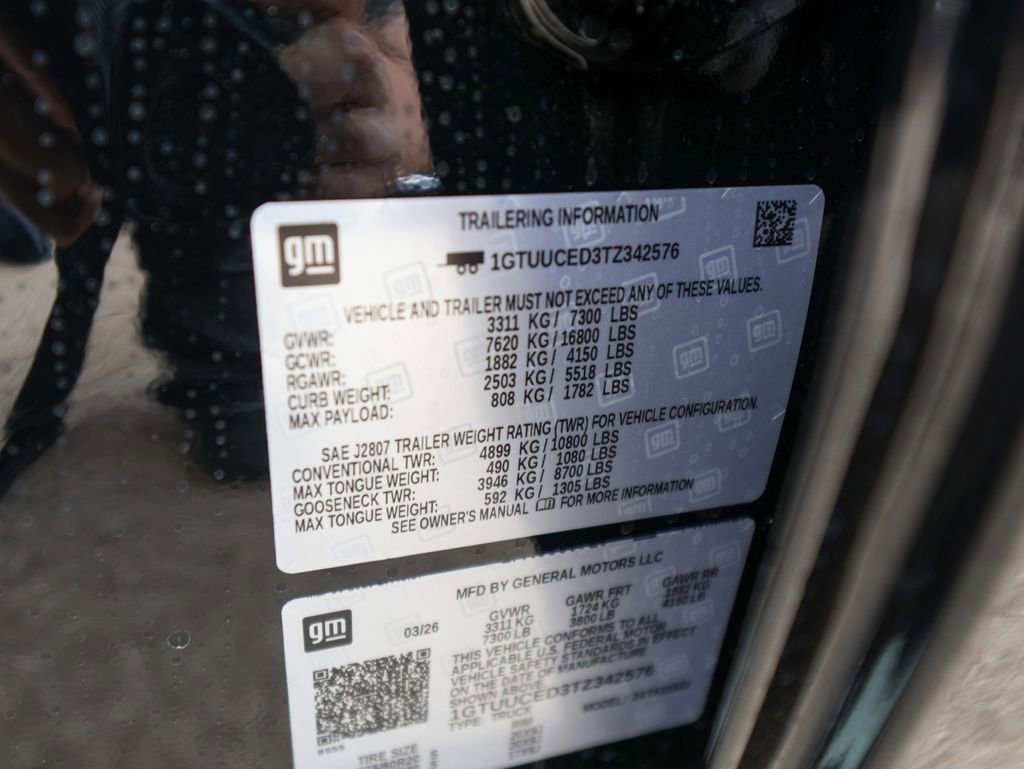 gm
TRAILERING INFORMATION
1GTUUCED3TZ342576
VEHICLE AND TRAILER MUST NOT EXCEED ANY OF THESE VALUES.
GVWR: 3311 KG/ 7300 LBS
GCWR: 7620 KG/16800 LBS
RGAWR: 1882 KG/ 4150 LBS
CURB WEIGHT: 2503 KG/ 5518 LBS
MAX PAYLOAD: 808 KG/ 1782 LBS
SAE J2807 TRAILER WEIGHT RATING (TWR) FOR VEHICLE CONFIGURATION.
CONVENTIONAL TWR: 4899 KG/10800 LBS
MAX TONGUE WEIGHT: 490 KG/ 1080 LBS
GOOSENECK TWR: 3946 KG/ 8700 LBS
MAX TONGUE WEIGHT: 592 KG/ 1305 LBS
SEE OWNER'S MANUAL FOR MORE INFORMATION
gm
MFD BY GENERAL MOTORS LLC
03/26
GVWR GAWR FRT GAWR RR
3311 KG 1724 KG 1882 KG
7300 LB 3800 LB 4150 LB
THIS VEHICLE CONFORMS TO ALL
APPLICABLE U.S. FEDERAL MOTOR
VEHICLE SAFETY STANDARDS IN EFFECT
ON THE DATE OF MANUFACTURE
SHOWN ABOVE.
1GTUUCED3TZ342576
TYPE: TRUCK MODEL:
8555
TIRE SIZE RIM